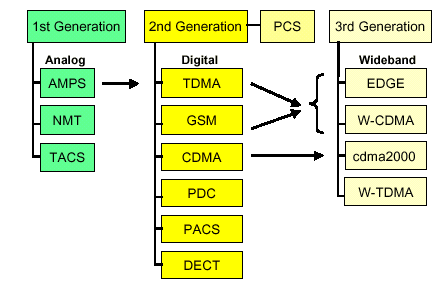 1st Generation
2nd Generation
PCS
3rd Generation
Analog
AMPS
NMT
TACS
Digital
TDMA
GSM
CDMA
PDC
PACS
DECT
Wideband
EDGE
W-CDMA
cdma2000
W-TDMA